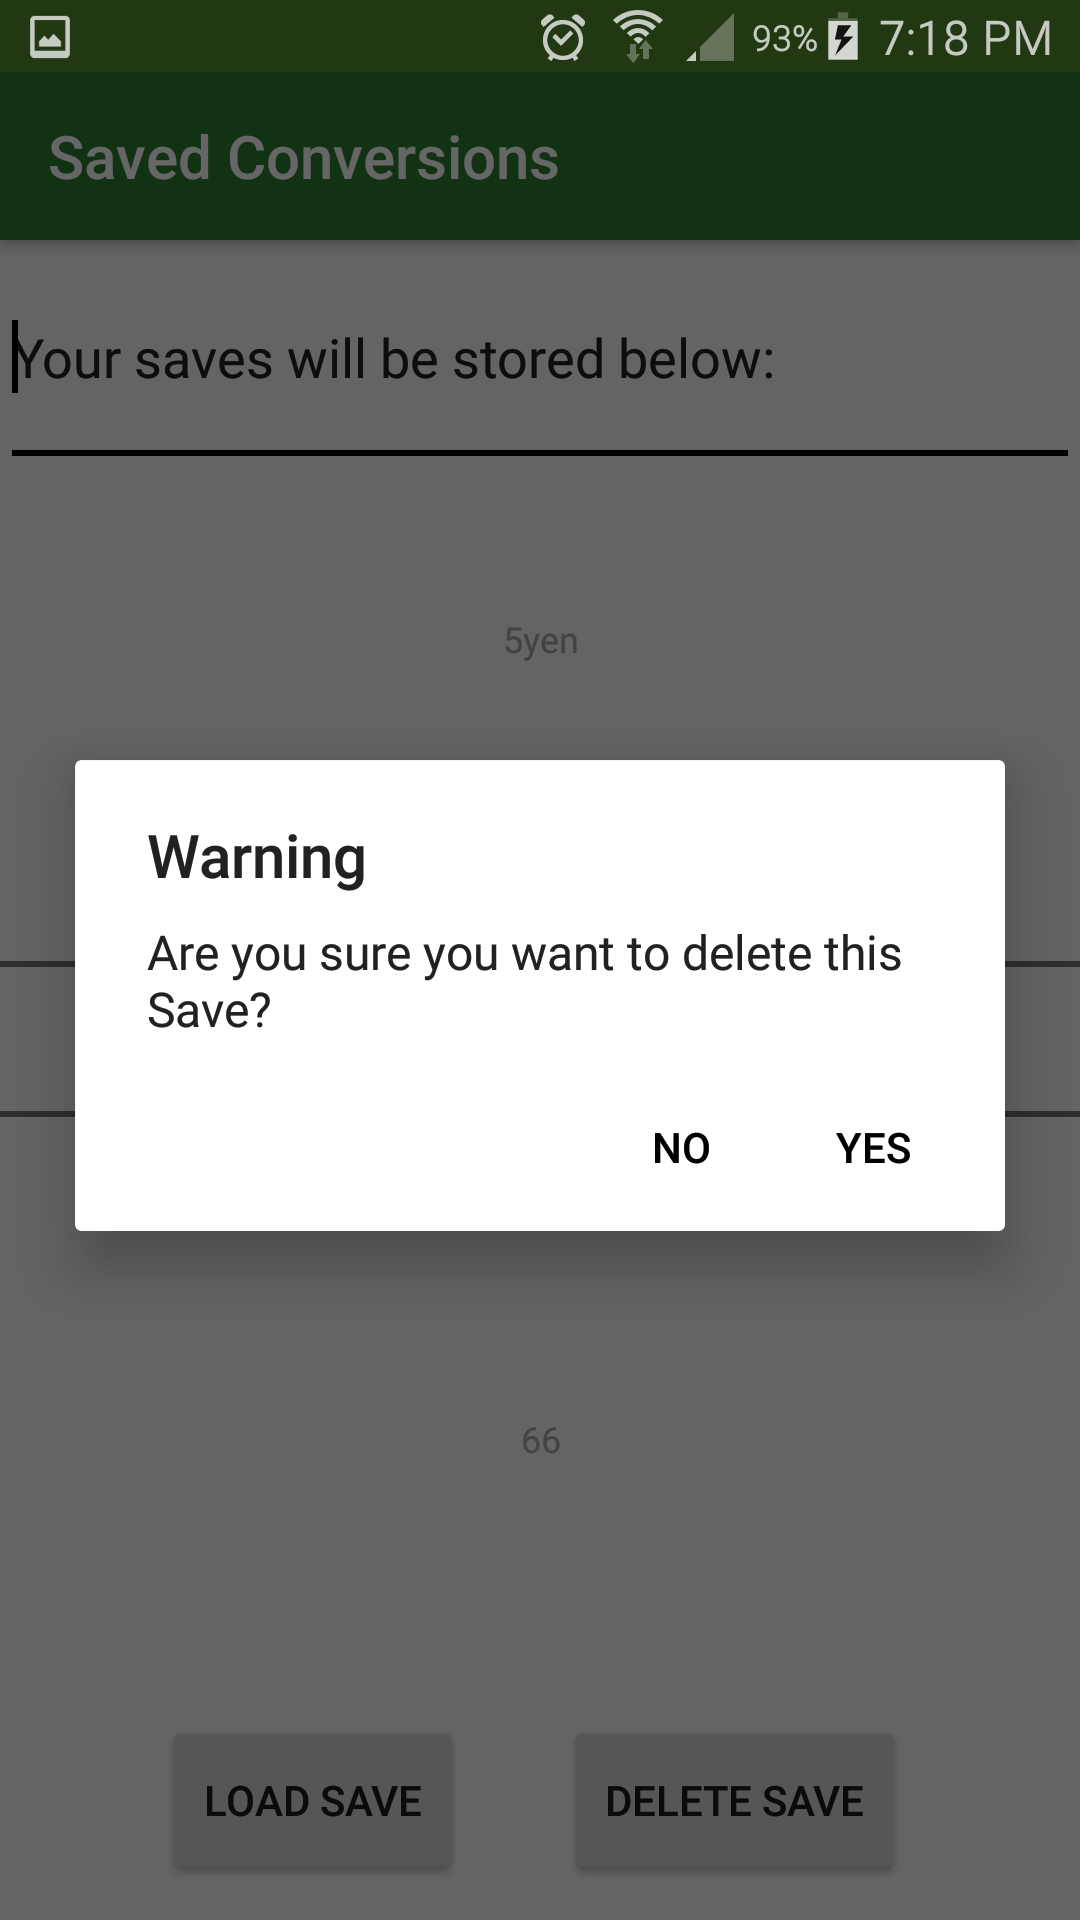 93% 7:18 PM
Saved Conversions
Your saves will be stored below:
5yen
Warning
Are you sure you want to delete this
Save?
NO YES
66
LOAD SAVE DELETE SAVE